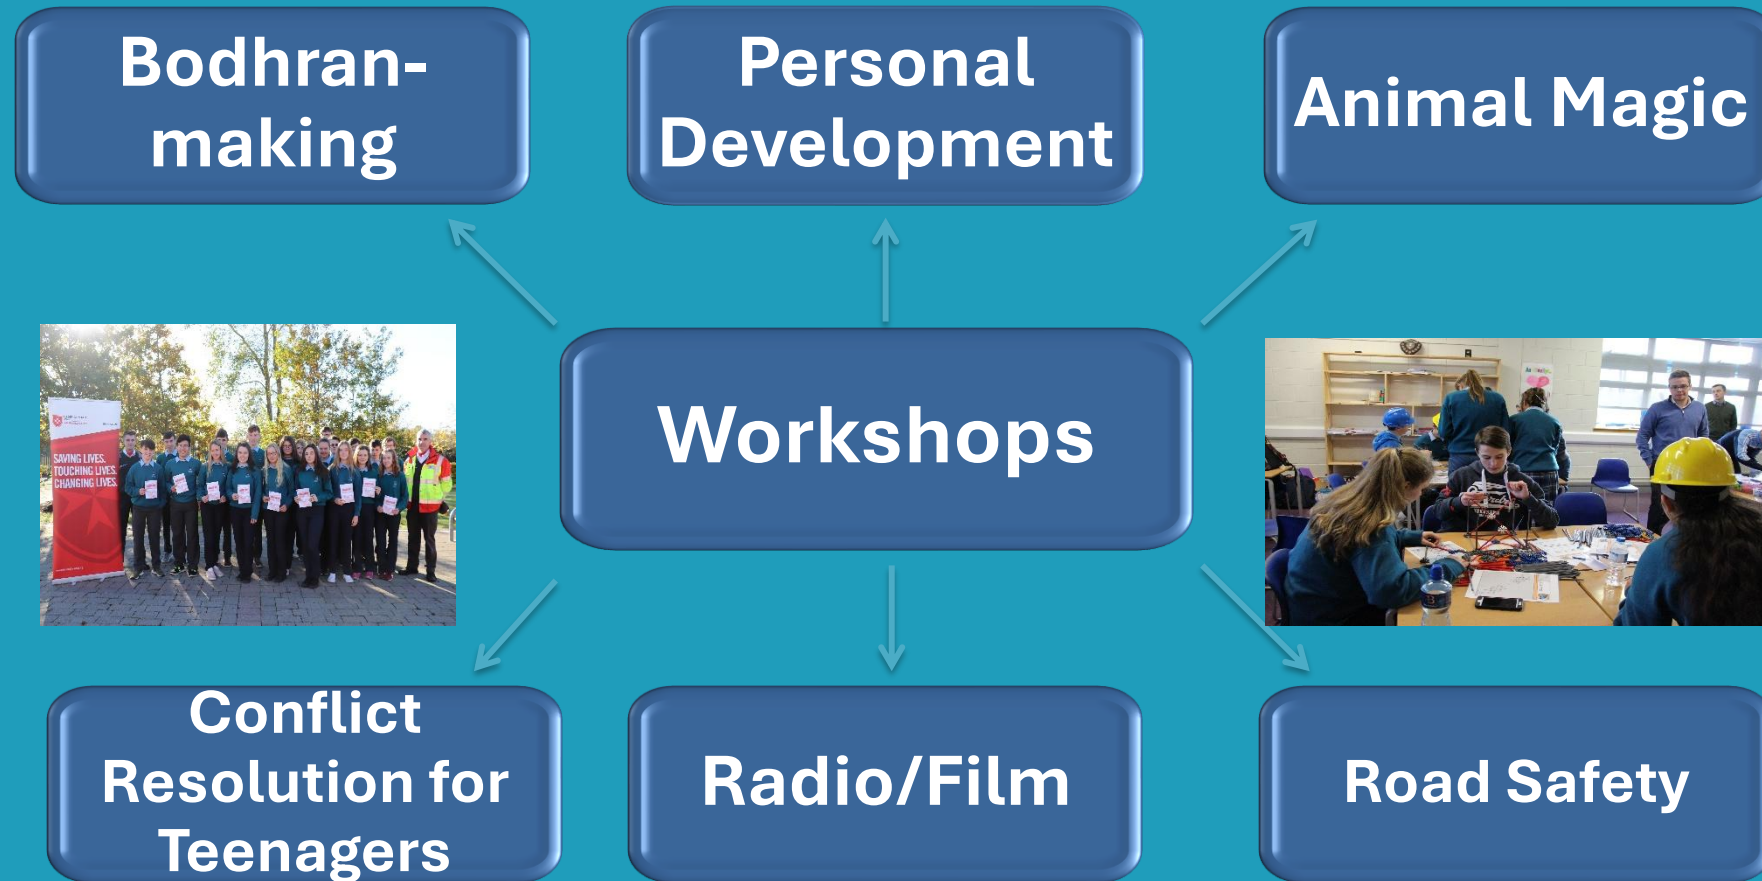 Bodhran-
making
Personal
Development
Animal Magic
Workshops
SAVING LIVES.
TOUCHING LIVES.
CHANGING LIVES.
Conflict
Resolution for
Teenagers
Radio/Film
Road Safety